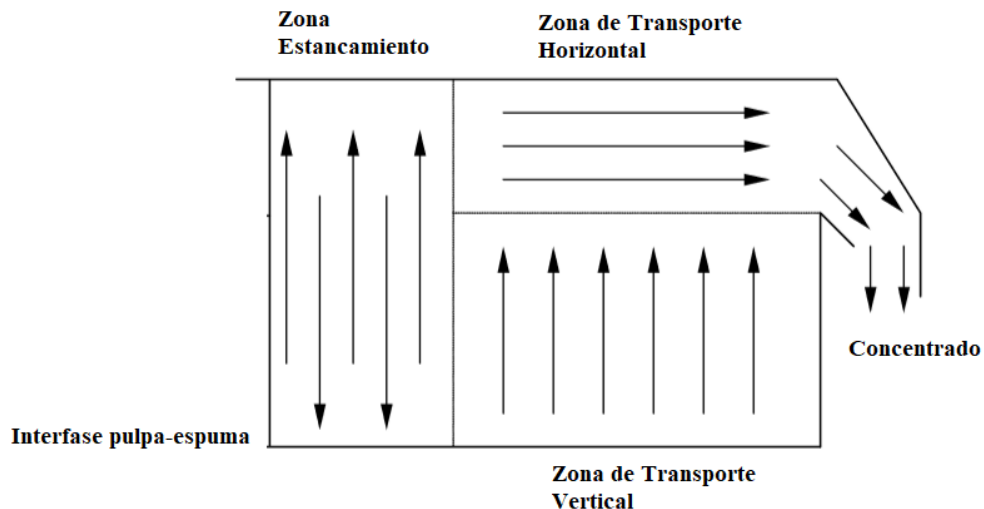 Zona
Estancamiento
Zona de Transporte
Horizontal
Concentrado
Interfase pulpa-espuma
Zona de Transporte
Vertical